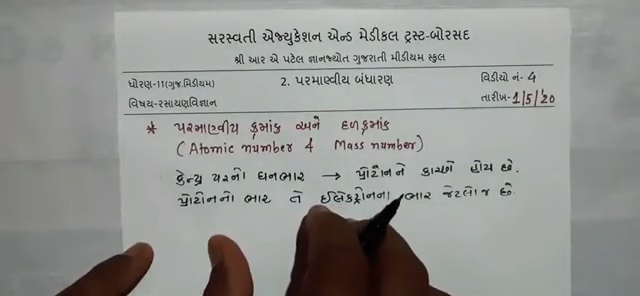 સરસ્વતી એજ્યુકેશન એન્ડ મેડીકલ ટ્રસ્ટ-બોરસદ
શ્રી આર એ પટેલ જ્ઞાનજ્યોત ગુજરાતી મીડીયમ સ્કુલ
ધોરણ-11(ગુજ.મિડીયમ)
2. પરમાણ્વીય બંધારણ
વિડીયો નં- 4
વિષય-રસાયણવિજ્ઞાન
તારીખ- 1/5/20
* પરમાણ્વીય ક્રમાંક અને દળક્રમાંક
(Atomic number & Mass number)
કેન્દ્ર પરનો ધનભાર → પ્રોટોનને કારણે હોય છે.
પ્રોટોનનો ભાર તે ઈલેકટ્રોનના ભાર જેટલો જ છે.